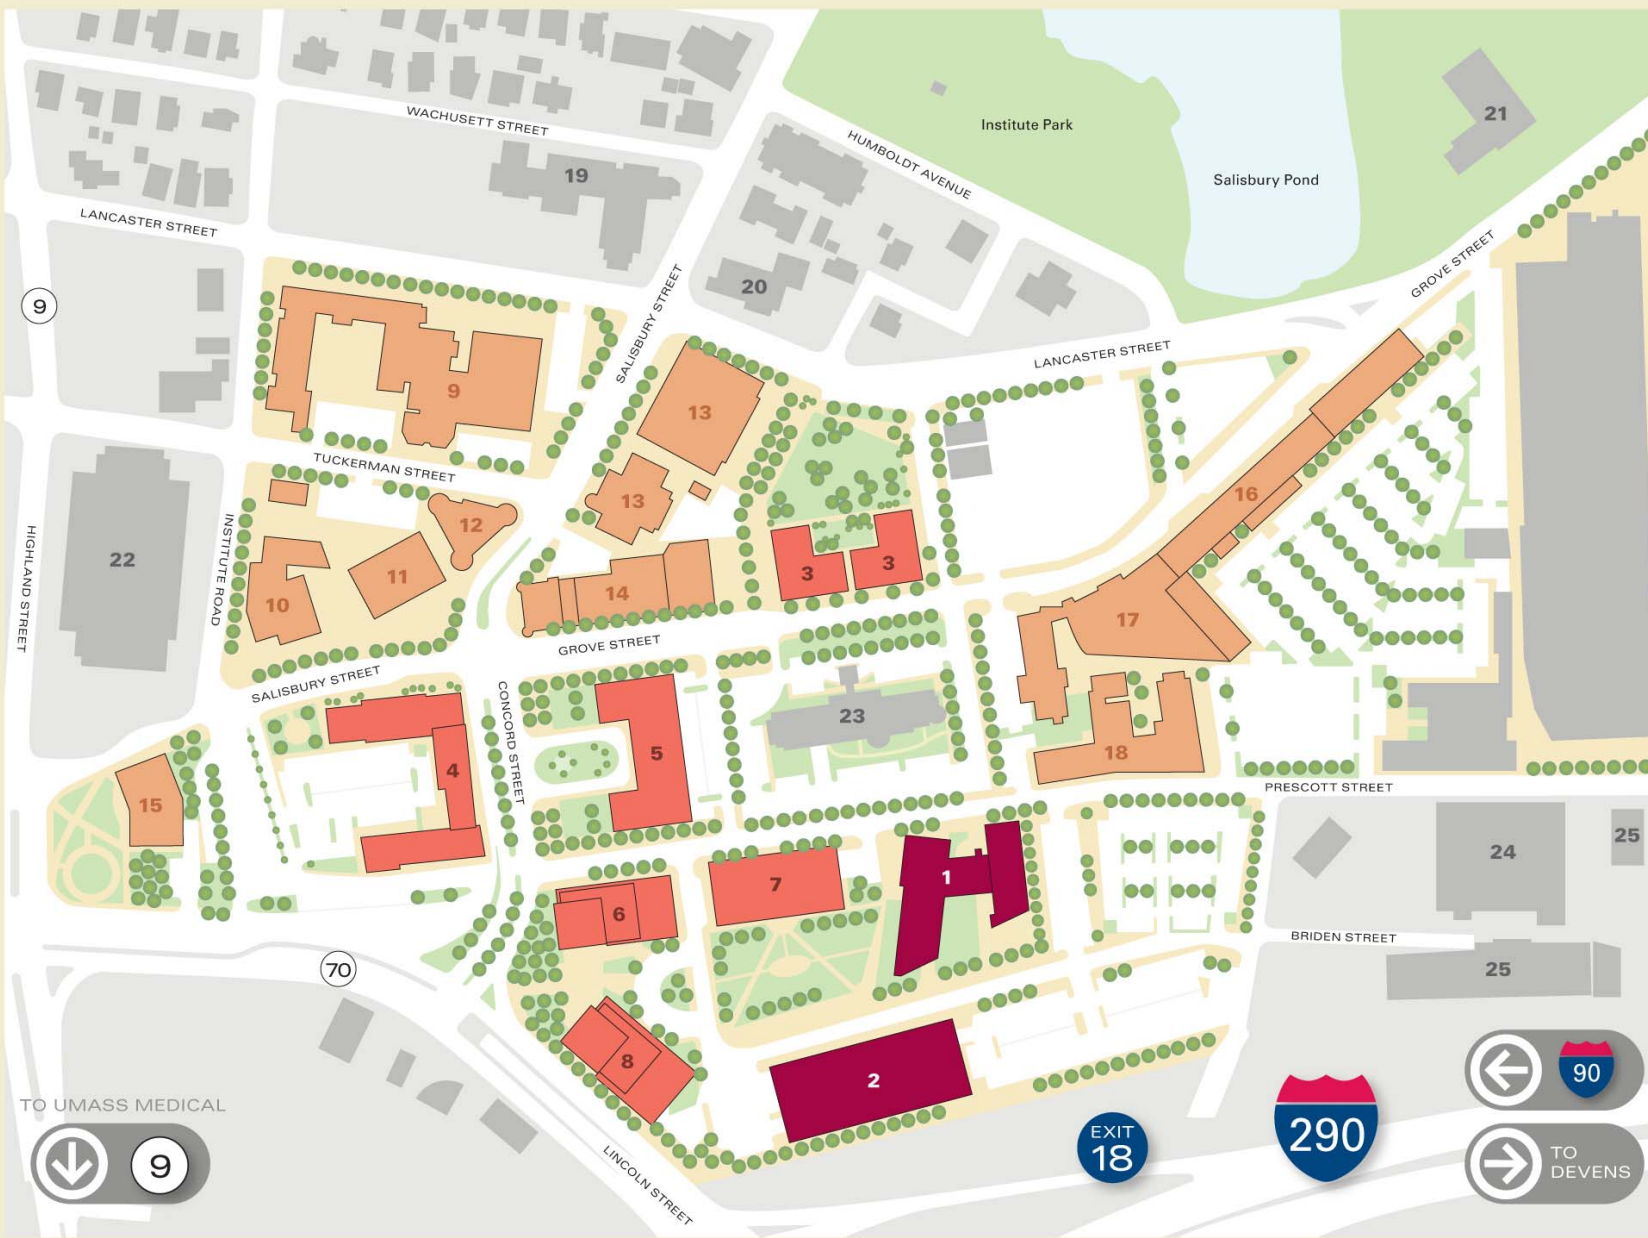 WACHUSETT STREET
Institute Park
HUMBOLDT AVENUE
Salisbury Pond
21
19
LANCASTER STREET
9
20
SALISBURY STREET
GROVE STREET
LANCASTER STREET
9
13
TUCKERMAN STREET
13
16
12
22
HIGHLAND STREET
INSTITUTE ROAD
11
10
14
3
3
17
GROVE STREET
SALISBURY STREET
CONCORD STREET
23
5
18
4
15
PRESCOTT STREET
25
24
7
1
6
BRIDEN STREET
25
70
8
2
90
TO UMASS MEDICAL
9
LINCOLN STREET
EXIT
18
290
TO
DEVENS